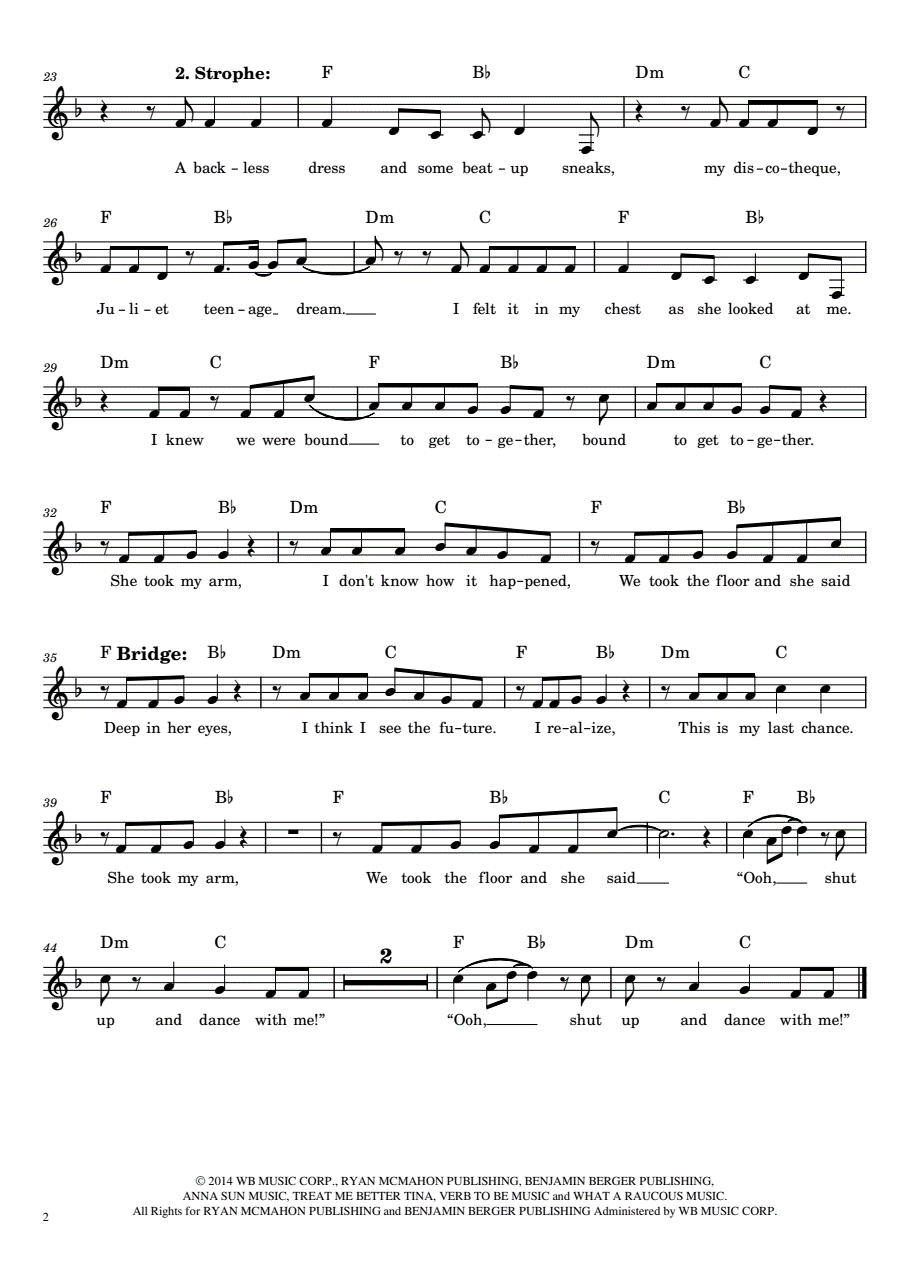 23 2. Strophe: F B♭ Dm C
A back – less dress and some beat – up sneaks, my dis – co – theque,
26 F B♭ Dm C F B♭
Ju – li – et teen – age_ dream.___ I felt it in my chest as she looked at me.
29 Dm C F B♭ Dm C
I knew we were bound___ to get to – ge – ther, bound to get to – ge – ther.
32 F B♭ Dm C F B♭
She took my arm, I don't know how it hap – pened, We took the floor and she said
35 F Bridge: B♭ Dm C F B♭ Dm C
Deep in her eyes, I think I see the fu – ture. I re – al – ize, This is my last chance.
39 F B♭ F B♭ C F B♭
She took my arm, We took the floor and she said___ “Ooh,___ shut
44 Dm C 2 F B♭ Dm C
up and dance with me!” “Ooh,___ shut up and dance with me!”
© 2014 WB MUSIC CORP., RYAN MCMAHON PUBLISHING, BENJAMIN BERGER PUBLISHING,
ANNA SUN MUSIC, TREAT ME BETTER TINA, VERB TO BE MUSIC and WHAT A RAUCOUS MUSIC.
All Rights for RYAN MCMAHON PUBLISHING and BENJAMIN BERGER PUBLISHING Administered by WB MUSIC CORP.
2